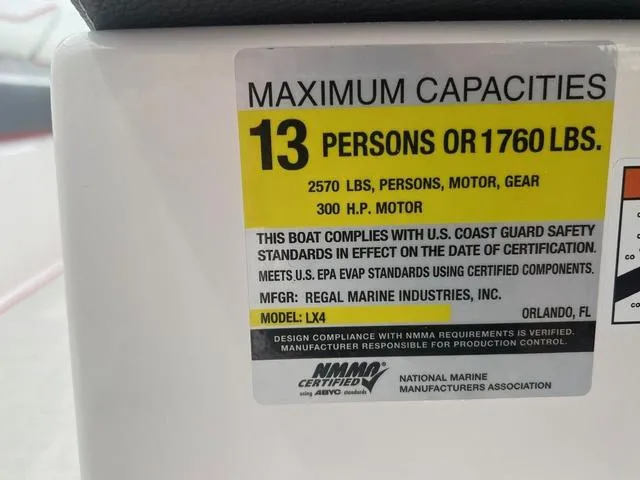 MAXIMUM CAPACITIES
13 PERSONS OR 1760 LBS.
2570 LBS, PERSONS, MOTOR, GEAR
300 H.P. MOTOR
THIS BOAT COMPLIES WITH U.S. COAST GUARD SAFETY
STANDARDS IN EFFECT ON THE DATE OF CERTIFICATION.
MEETS U.S. EPA EVAP STANDARDS USING CERTIFIED COMPONENTS.
MFGR: REGAL MARINE INDUSTRIES, INC.
MODEL: LX4 ORLANDO, FL
DESIGN COMPLIANCE WITH NMMA REQUIREMENTS IS VERIFIED.
MANUFACTURER RESPONSIBLE FOR PRODUCTION CONTROL.
NMMA®
CERTIFIED
using ABYC standards
NATIONAL MARINE
MANUFACTURERS ASSOCIATION